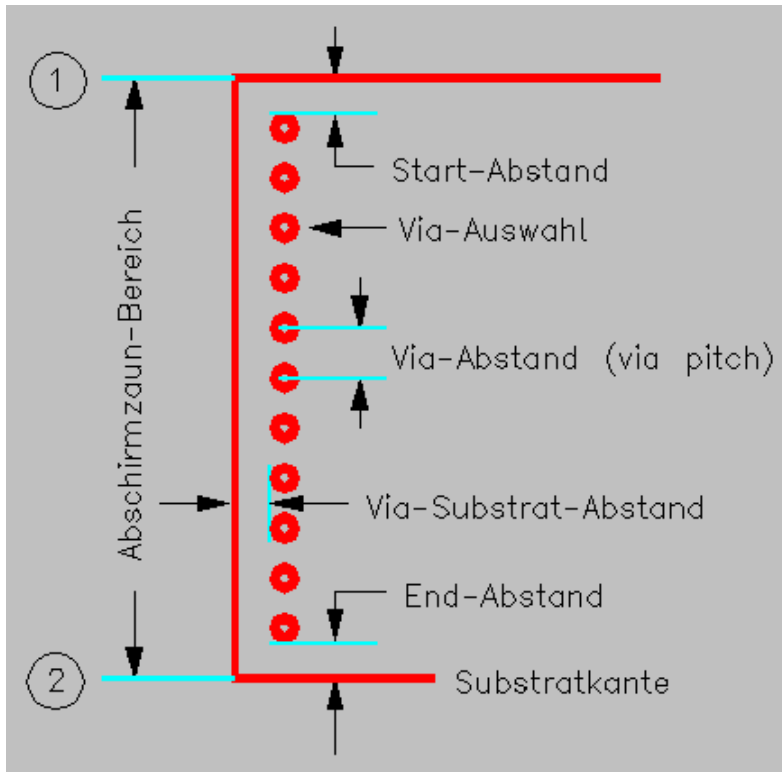 1
Start-Abstand
Via-Auswahl
Abschirmzaun-Bereich
Via-Abstand (via pitch)
Via-Substrat-Abstand
End-Abstand
2
Substratkante